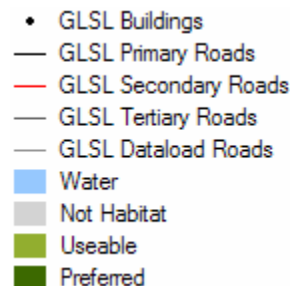 GLSL Buildings
GLSL Primary Roads
GLSL Secondary Roads
GLSL Tertiary Roads
GLSL Dataload Roads
Water
Not Habitat
Useable
Preferred